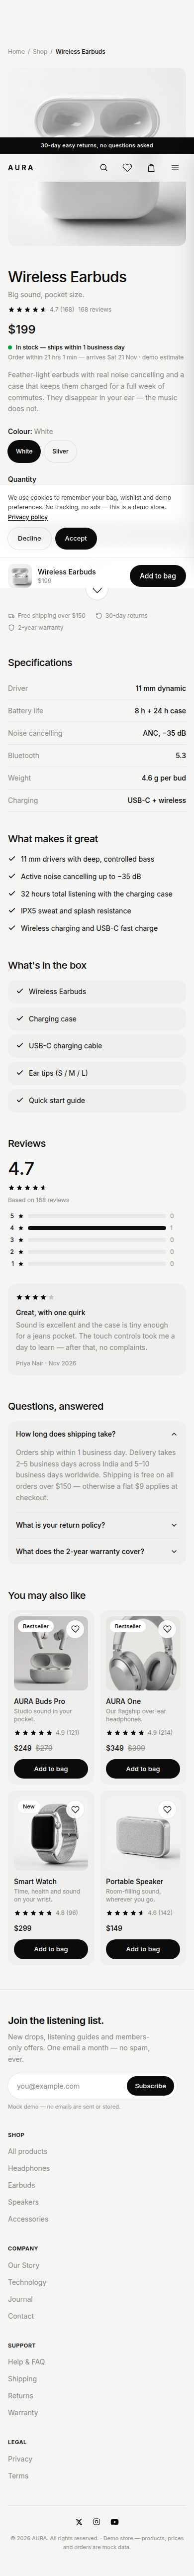 Home / Shop / Wireless Earbuds
30-day easy returns, no questions asked
AURA
Wireless Earbuds
Big sound, pocket size.
4.7 (168) 168 reviews
$199
In stock — ships within 1 business day
Order within 21 hrs 1 min — arrives Sat 21 Nov · demo estimate
Feather-light earbuds with real noise cancellation and a
case that keeps them charged for a full week of
commutes. They disappear in your ear — the music
does not.
Colour: White
White
Silver
Quantity
We use cookies to remember your bag, wishlist and demo
preferences. No tracking, no ads — this is a demo store.
Privacy policy
Decline
Accept
Wireless Earbuds
$199
Add to bag
Free shipping over $150
30-day returns
2-year warranty
Specifications
Driver 11 mm dynamic
Battery life 8 h + 24 h case
Noise cancelling ANC, −35 dB
Bluetooth 5.3
Weight 4.6 g per bud
Charging USB-C + wireless
What makes it great
11 mm drivers with deep, controlled bass
Active noise cancelling up to −35 dB
32 hours total listening with the charging case
IPX5 sweat and splash resistance
Wireless charging and USB-C fast charge
What's in the box
Wireless Earbuds
Charging case
USB-C charging cable
Ear tips (S / M / L)
Quick start guide
Reviews
4.7
Based on 168 reviews
5 0
4 1
3 0
2 0
1 0
Great, with one quirk
Sound is excellent and the case is tiny enough
for a jeans pocket. The touch controls took me a
day to learn — after that, no complaints.
Priya Nair · Nov 2026
Questions, answered
How long does shipping take?
Orders ship within 1 business day. Delivery takes
2–5 business days across India and 5–10
business days worldwide. Shipping is free on all
orders over $150 — otherwise a flat $9 applies at
checkout.
What is your return policy?
What does the 2-year warranty cover?
You may also like
Bestseller
AURA Buds Pro
Studio sound in your
pocket.
4.9 (121)
$249 $279
Add to bag
Bestseller
AURA One
Our flagship over-ear
headphones.
4.9 (214)
$349 $399
Add to bag
New
Smart Watch
Time, health and sound
on your wrist.
4.8 (96)
$299
Add to bag
Portable Speaker
Room-filling sound,
wherever you go.
4.6 (142)
$149
Add to bag
Join the listening list.
New drops, listening guides and members-
only offers. One email a month — no spam,
ever.
you@example.com
Subscribe
Mock demo — no emails are sent or stored.
SHOP
All products
Headphones
Earbuds
Speakers
Accessories
COMPANY
Our Story
Technology
Journal
Contact
SUPPORT
Help & FAQ
Shipping
Returns
Warranty
LEGAL
Privacy
Terms
© 2026 AURA. All rights reserved. · Demo store — products, prices
and orders are mock data.